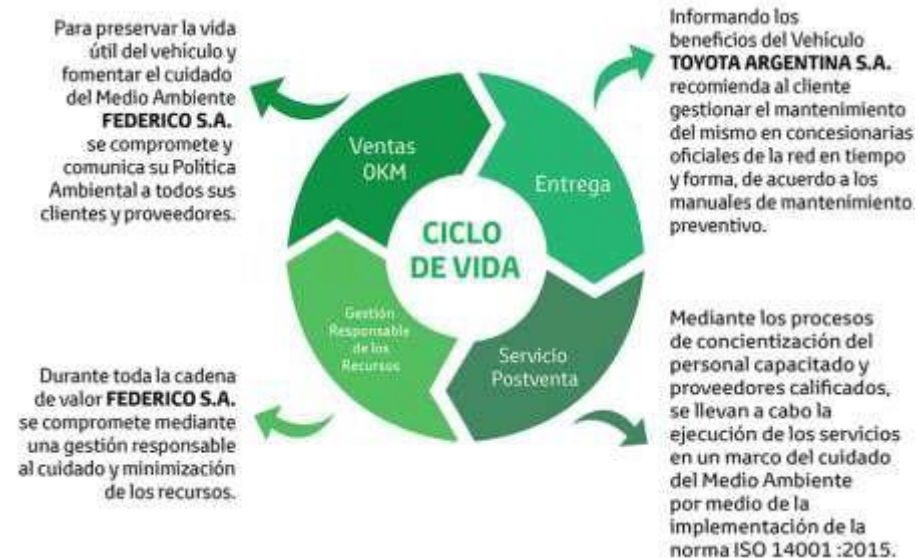 Para preservar la vida
útil del vehículo y
fomentar el cuidado
del Medio Ambiente
FEDERICO S.A.
se compromete y
comunica su Política
Ambiental a todos sus
clientes y proveedores.
Informando los
beneficios del Vehículo
TOYOTA ARGENTINA S.A.
recomienda al cliente
gestionar el mantenimiento
del mismo en concesionarias
oficiales de la red en tiempo
y forma, de acuerdo a los
manuales de mantenimiento
preventivo.
Ventas
0KM
Entrega
CICLO
DE VIDA
Gestión
Responsable
de los
Recursos
Servicio
Postventa
Durante toda la cadena
de valor FEDERICO S.A.
se compromete mediante
una gestión responsable
al cuidado y minimización
de los recursos.
Mediante los procesos
de concientización del
personal capacitado y
proveedores calificados,
se llevan a cabo la
ejecución de los servicios
en un marco del cuidado
del Medio Ambiente
por medio de la
implementación de la
norma ISO 14001 :2015.